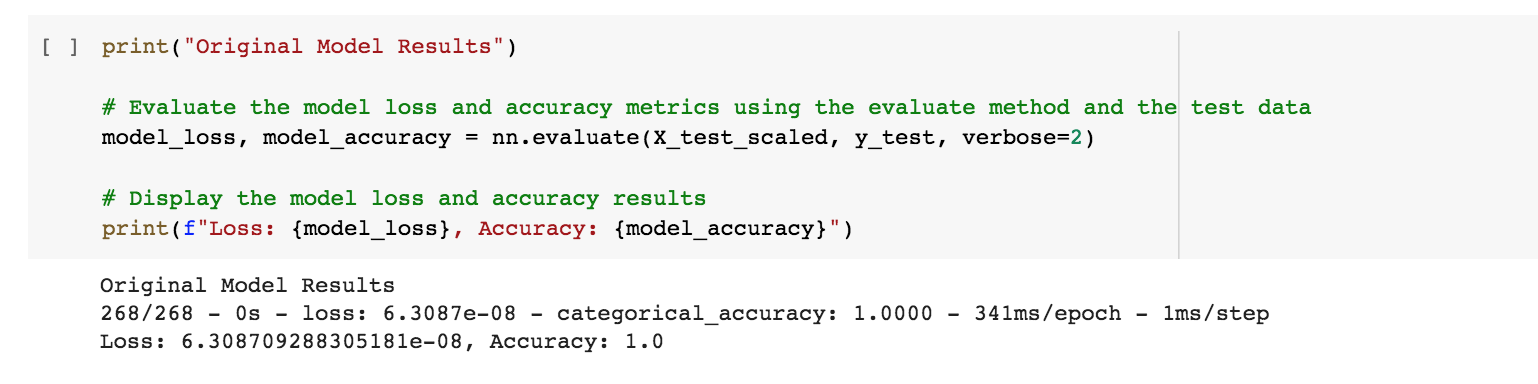 [ ] print("Original Model Results")
# Evaluate the model loss and accuracy metrics using the evaluate method and the test data
model_loss, model_accuracy = nn.evaluate(X_test_scaled, y_test, verbose=2)
# Display the model loss and accuracy results
print(f"Loss: {model_loss}, Accuracy: {model_accuracy}")
Original Model Results
268/268 - 0s - loss: 6.3087e-08 - categorical_accuracy: 1.0000 - 341ms/epoch - 1ms/step
Loss: 6.308709288305181e-08, Accuracy: 1.0